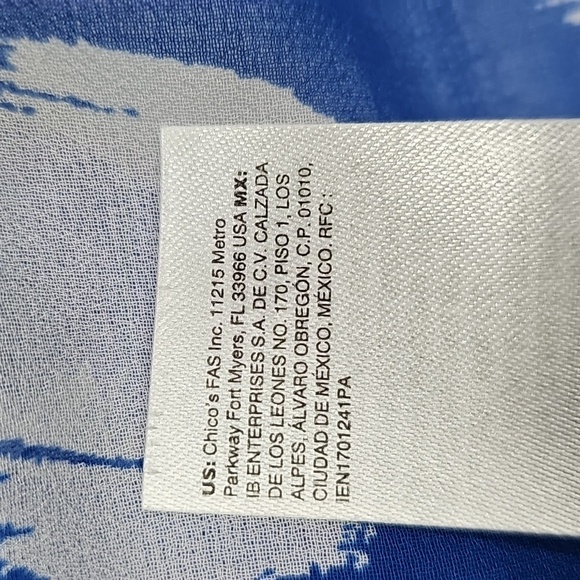 US: Chico's FAS Inc. 11215 Metro
Parkway Fort Myers, FL 33966 USA MX:
IB ENTERPRISES S.A. DE C.V. CALZADA
DE LOS LEONES NO. 170, PISO 1, LOS
ALPES, ÁLVARO OBREGÓN, C.P. 01010,
CIUDAD DE MEXICO, MÉXICO. RFC :
IEN1701241PA